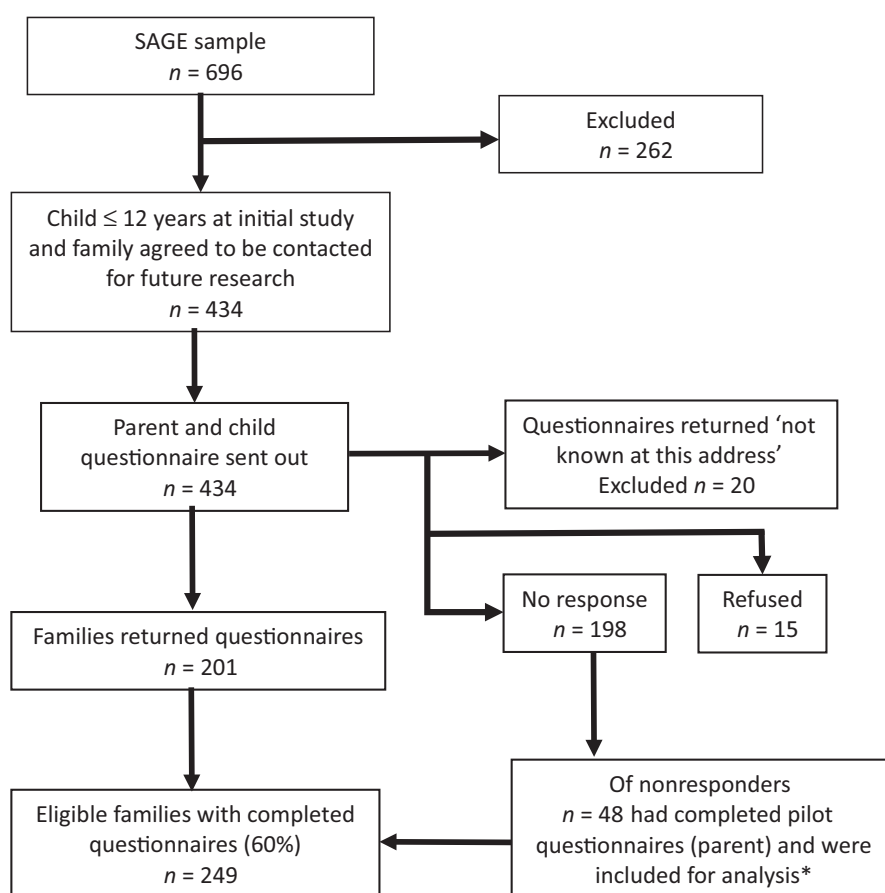 SAGE sample
n = 696
Excluded
n = 262
Child ≤ 12 years at initial study
and family agreed to be contacted
for future research
n = 434
Parent and child
questionnaire sent out
n = 434
Questionnaires returned ‘not
known at this address’
Excluded n = 20
No response
n = 198
Refused
n = 15
Families returned questionnaires
n = 201
Of nonresponders
n = 48 had completed pilot
questionnaires (parent) and were
included for analysis*
Eligible families with completed
questionnaires (60%)
n = 249